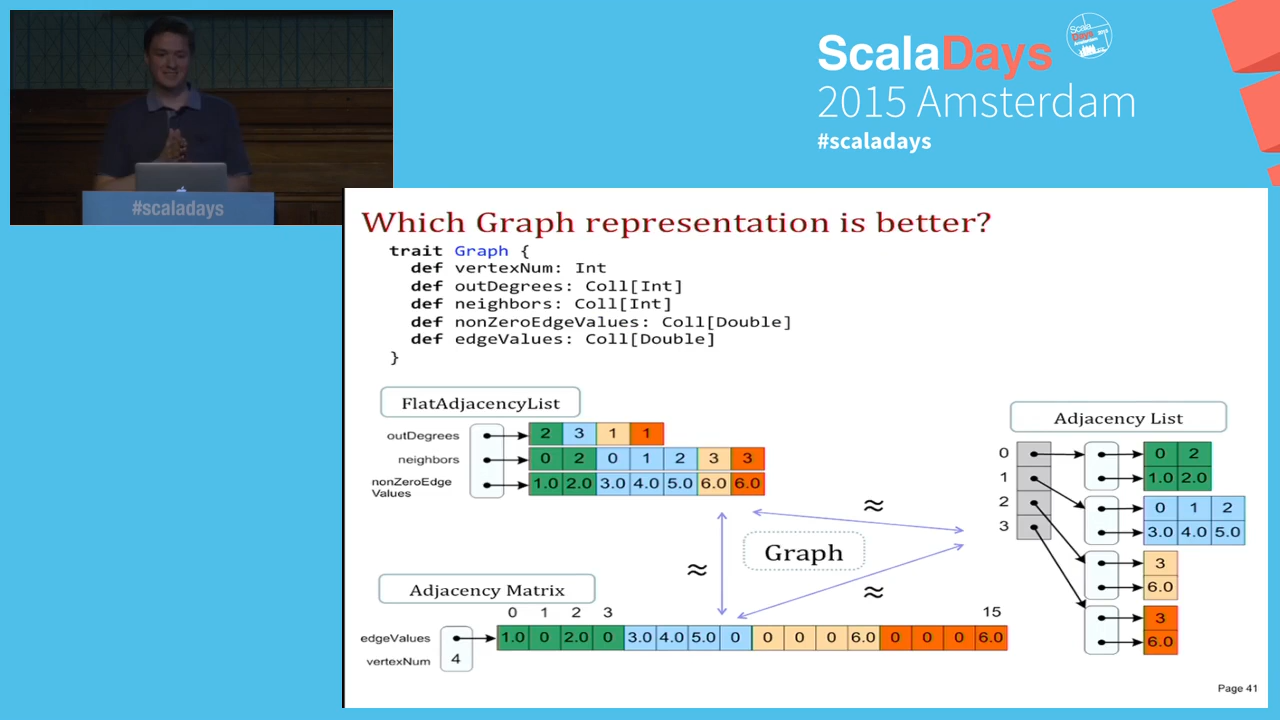 ScalaDays
2015 Amsterdam
#scaladays
Scala
Days
Amsterdam
#scaladays
Which Graph representation is better?
trait Graph {
def vertexNum: Int
def outDegrees: Coll[Int]
def neighbors: Coll[Int]
def nonZeroEdgeValues: Coll[Double]
def edgeValues: Coll[Double]
}
FlatAdjacencyList
outDegrees 2 3 1 1
neighbors 0 2 0 1 2 3 3
nonZeroEdge
Values 1.0 2.0 3.0 4.0 5.0 6.0 6.0
Adjacency List
0 0 2
1 1.0 2.0
2 0 1 2
3 3.0 4.0 5.0
3
6.0
3
6.0
≈
Graph
≈
≈
Adjacency Matrix
0 1 2 3 15
edgeValues 1.0 0 2.0 0 3.0 4.0 5.0 0 0 0 0 6.0 0 0 0 6.0
vertexNum 4
Page 41